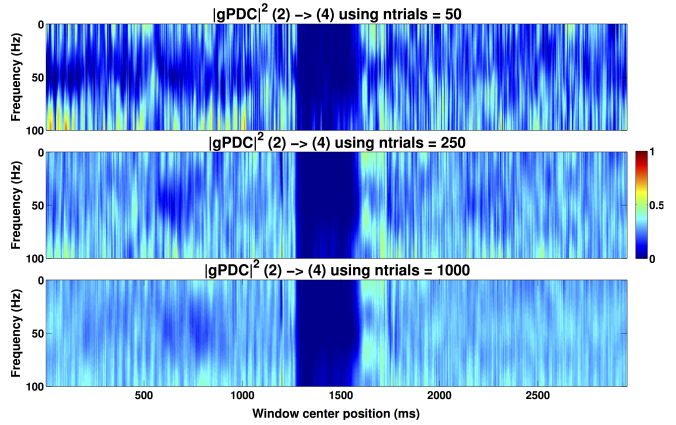 |gPDC|² (2) −> (4) using ntrials = 50
0
50
100
Frequency (Hz)
|gPDC|² (2) −> (4) using ntrials = 250
0
50
100
Frequency (Hz)
1
0.5
0
|gPDC|² (2) −> (4) using ntrials = 1000
0
50
100
Frequency (Hz)
500 1000 1500 2000 2500
Window center position (ms)